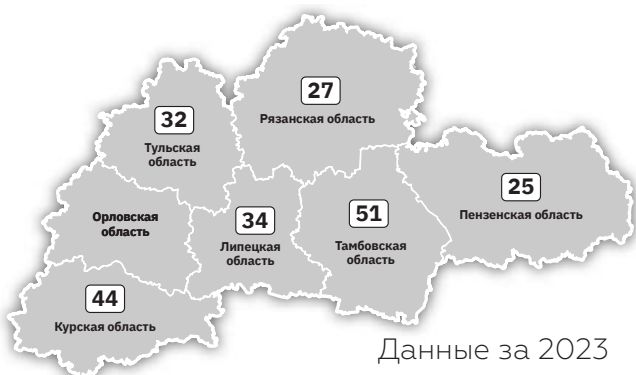 27
Рязанская область
32
Тульская
область
25
Пензенская область
51
Тамбовская
область
34
Липецкая
область
Орловская
область
44
Курская область
Данные за 2023